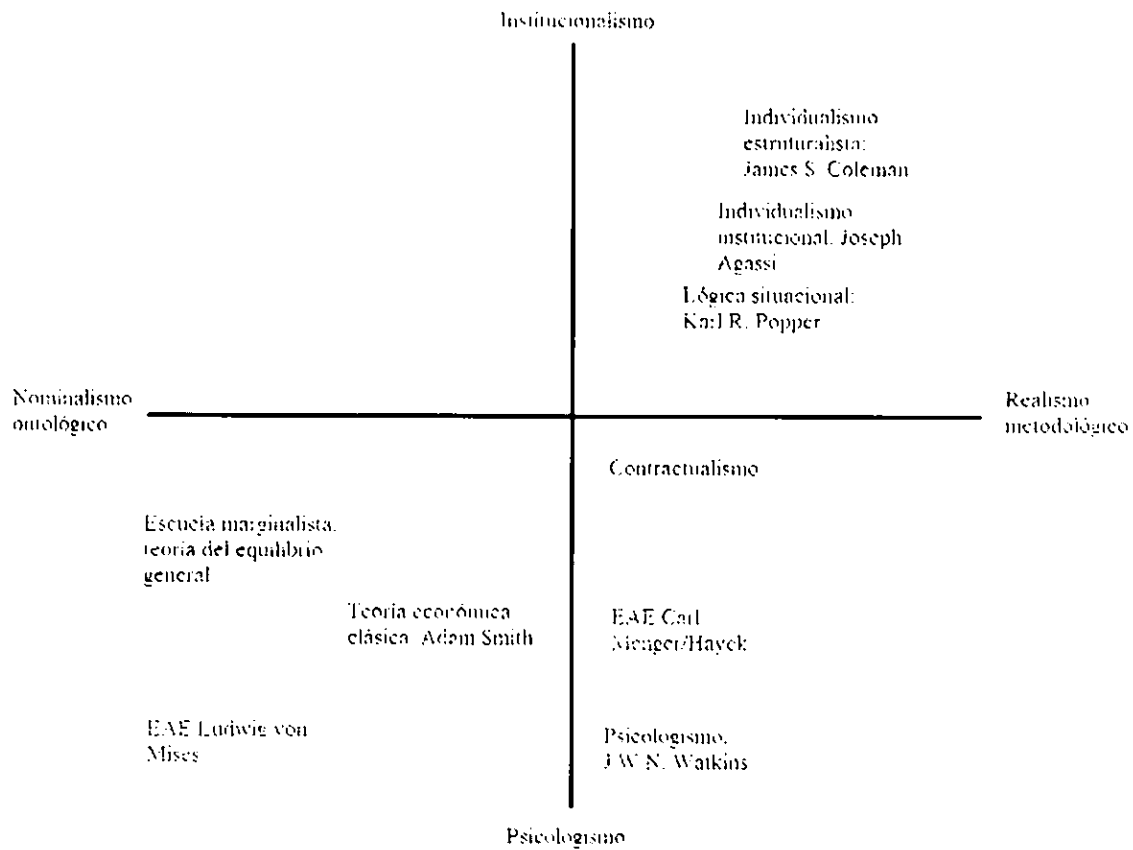 Institucionalismo
Individualismo
estruturalista:
James S. Coleman
Individualismo
institucional. Joseph
Agassi
Lógica situacional:
Karl R. Popper
Nominalismo
ontológico
Realismo
metodológico
Contractualismo
Escuela marginalista.
teoría del equilibrio
general
Teoría económica
clásica. Adam Smith
EAE Carl
Menger/Hayek
EAE Ludwig von
Mises
Psicologismo.
J.W.N. Watkins
Psicologismo